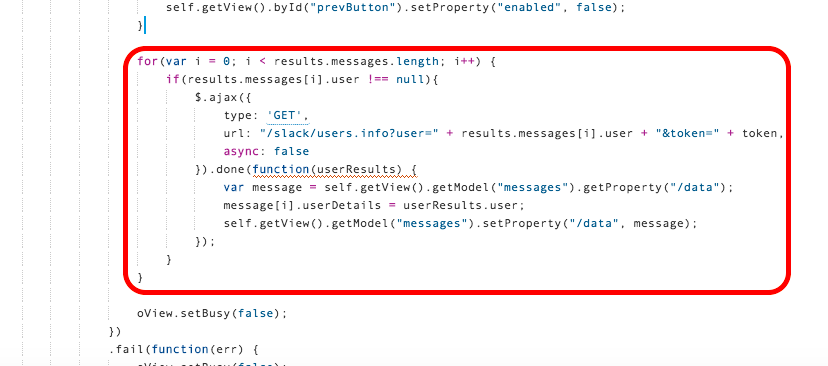 self.getView().byId("prevButton").setProperty("enabled", false);
}
for(var i = 0; i < results.messages.length; i++) {
if(results.messages[i].user !== null){
$.ajax({
type: 'GET',
url: "/slack/users.info?user=" + results.messages[i].user + "&token=" + token,
async: false
}).done(function(userResults) {
var message = self.getView().getModel("messages").getProperty("/data");
message[i].userDetails = userResults.user;
self.getView().getModel("messages").setProperty("/data", message);
});
}
}
oView.setBusy(false);
})
.fail(function(err) {
oView.setBusy(false);